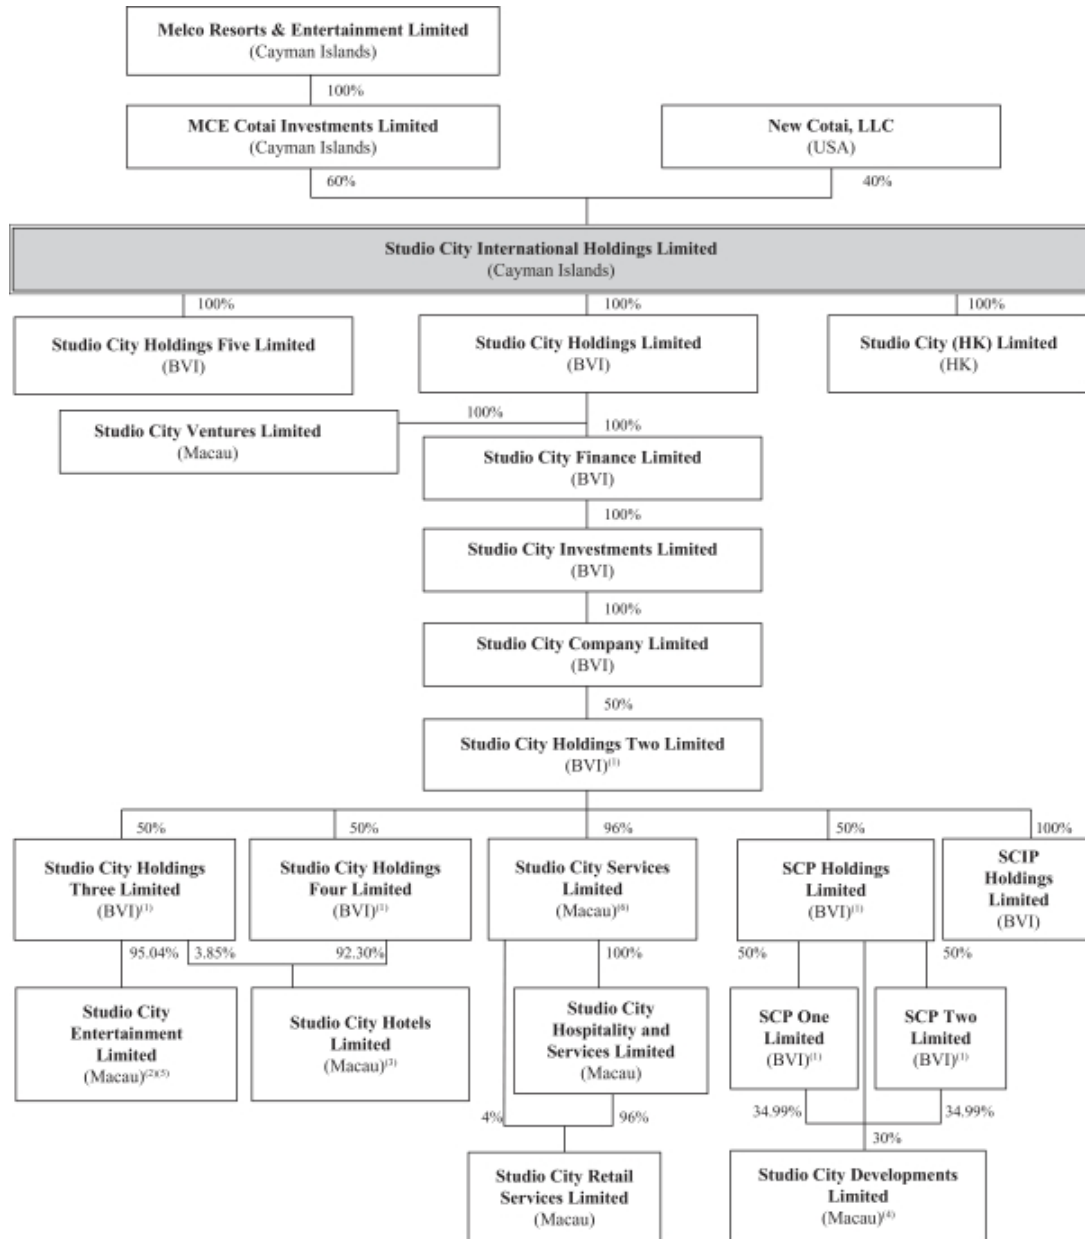 Melco Resorts & Entertainment Limited
(Cayman Islands)
100%
MCE Cotai Investments Limited
(Cayman Islands)
New Cotai, LLC
(USA)
60%
40%
Studio City International Holdings Limited
(Cayman Islands)
100%
100%
100%
Studio City Holdings Five Limited
(BVI)
Studio City Holdings Limited
(BVI)
Studio City (HK) Limited
(HK)
100%
Studio City Ventures Limited
(Macau)
100%
Studio City Finance Limited
(BVI)
100%
Studio City Investments Limited
(BVI)
100%
Studio City Company Limited
(BVI)
50%
Studio City Holdings Two Limited
(BVI)(1)
50%
50%
96%
50%
100%
Studio City Holdings
Three Limited
(BVI)(1)
Studio City Holdings
Four Limited
(BVI)(1)
Studio City Services
Limited
(Macau)(6)
SCP Holdings
Limited
(BVI)(1)
SCIP
Holdings
Limited
(BVI)
95.04%
3.85%
92.30%
100%
50%
50%
Studio City
Entertainment
Limited
(Macau)(2)(5)
Studio City Hotels
Limited
(Macau)(3)
Studio City
Hospitality and
Services Limited
(Macau)
SCP One
Limited
(BVI)(1)
SCP Two
Limited
(BVI)(1)
4%
96%
34.99%
34.99%
30%
Studio City Retail
Services Limited
(Macau)
Studio City Developments
Limited
(Macau)(4)